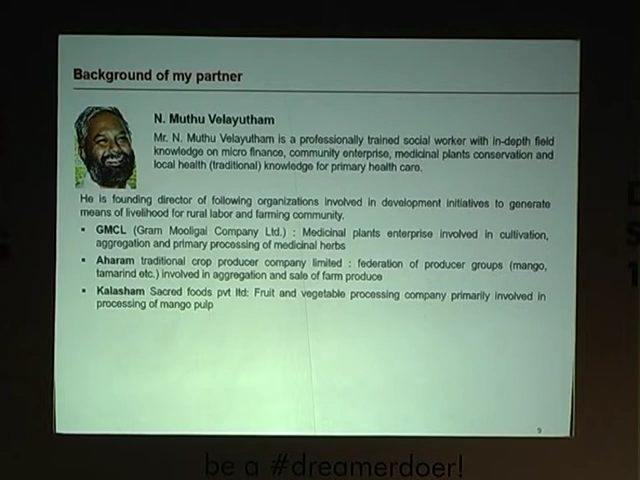 Background of my partner
N. Muthu Velayutham
Mr. N. Muthu Velayutham is a professionally trained social worker with in-depth field
knowledge on micro finance, community enterprise, medicinal plants conservation and
local health (traditional) knowledge for primary health care.
He is founding director of following organizations involved in development initiatives to generate
means of livelihood for rural labor and farming community.
▪ GMCL (Gram Mooligai Company Ltd.) : Medicinal plants enterprise involved in cultivation,
aggregation and primary processing of medicinal herbs
▪ Aharam traditional crop producer company limited : federation of producer groups (mango,
tamarind etc.) involved in aggregation and sale of farm produce
▪ Kalasham Sacred foods pvt ltd: Fruit and vegetable processing company primarily involved in
processing of mango pulp
9
be a #dreamerdoer!